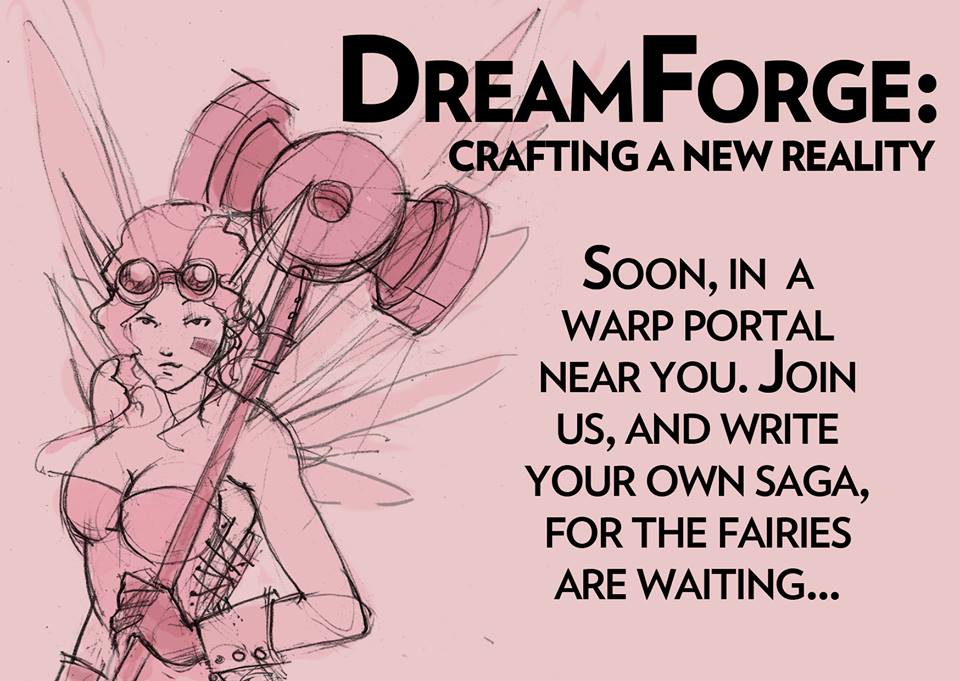 DREAMFORGE:
CRAFTING A NEW REALITY
SOON, IN A
WARP PORTAL
NEAR YOU. JOIN
US, AND WRITE
YOUR OWN SAGA,
FOR THE FAIRIES
ARE WAITING...